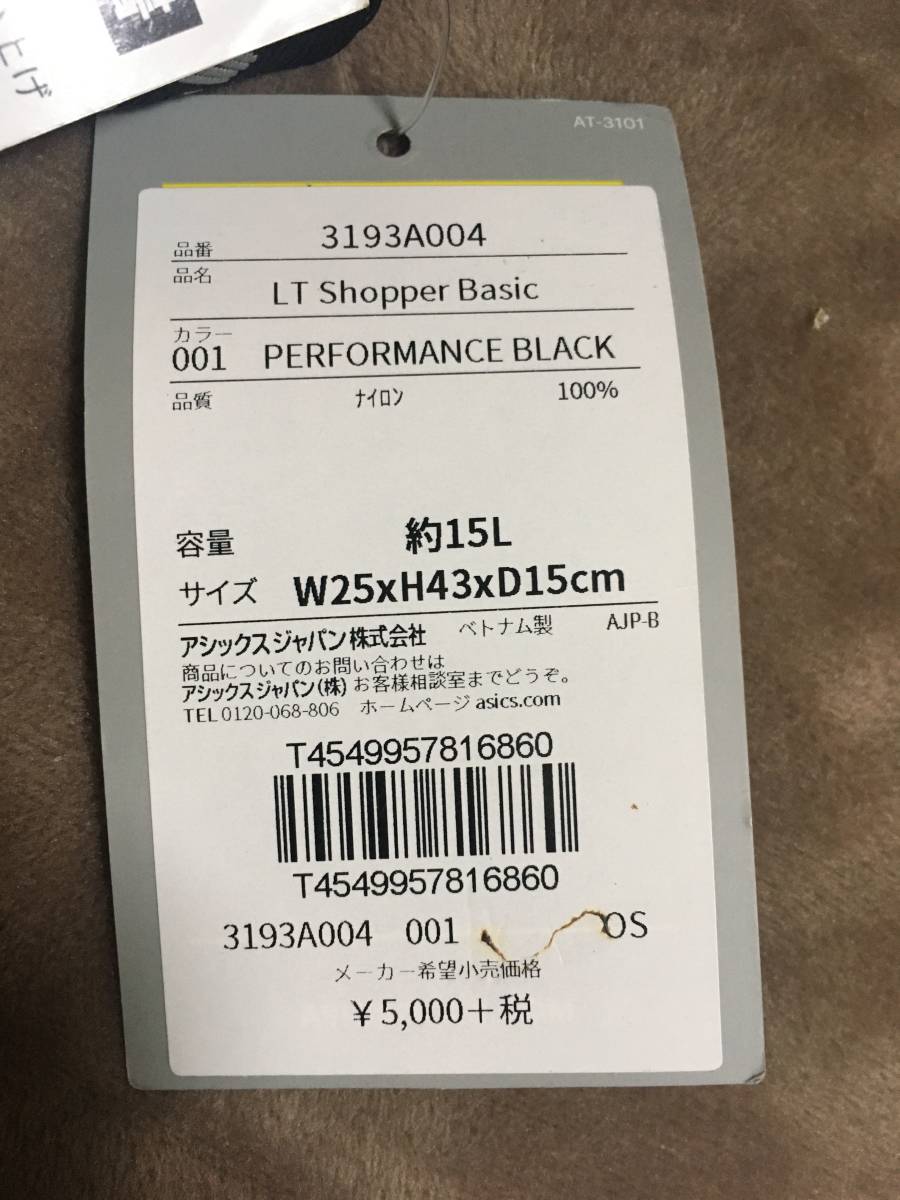 上げ
AT-3101
品番 3193A004
品名
LT Shopper Basic
カラー
001 PERFORMANCE BLACK
品質 ナイロン 100%
容量 約15L
サイズ W25xH43xD15cm
アシックスジャパン株式会社 ベトナム製 AJP-B
商品についてのお問い合わせは
アシックスジャパン(株)お客様相談室までどうぞ。
TEL 0120-068-806 ホームページ asics.com
T4549957816860
T4549957816860
3193A004 001 OS
メーカー希望小売価格
¥5,000+税